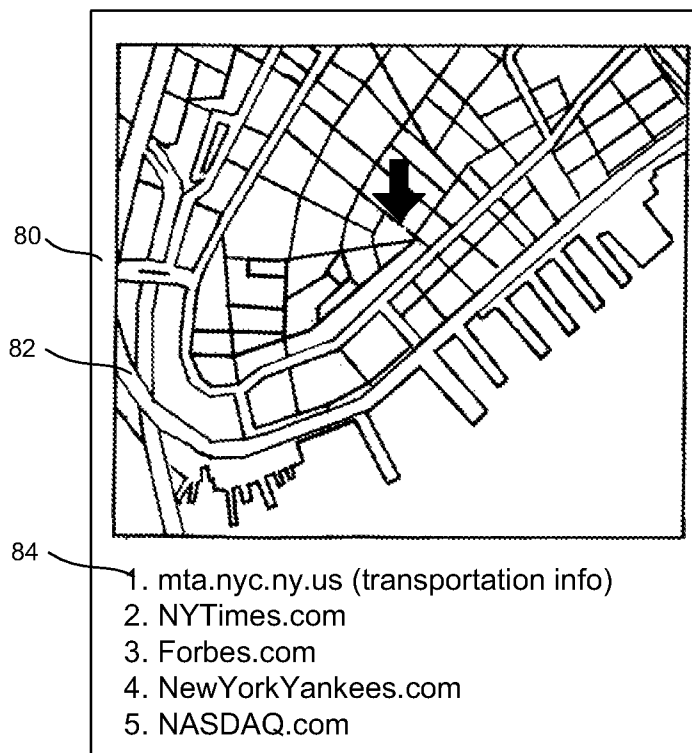 80
82
84
1. mta.nyc.ny.us (transportation info)
2. NYTimes.com
3. Forbes.com
4. NewYorkYankees.com
5. NASDAQ.com